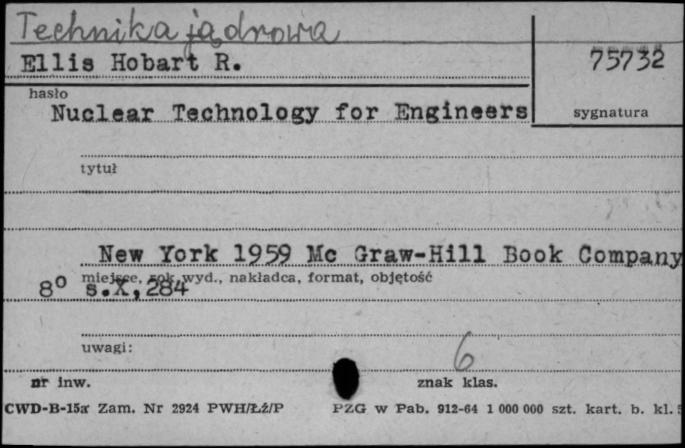 Technika jądrowa
Ellis Hobart R.
75732
hasło
Nuclear Technology for Engineers
sygnatura
tytuł
New York 1959 Mc Graw-Hill Book Company
miejsce, rok wyd., nakładca, format, objętość
8° s.X,284
uwagi:
6
nr inw.
znak klas.
CWD-B-15a Zam. Nr 2924 PWH/Łź/P PZG w Pab. 912-64 1 000 000 szt. kart. b. kl.